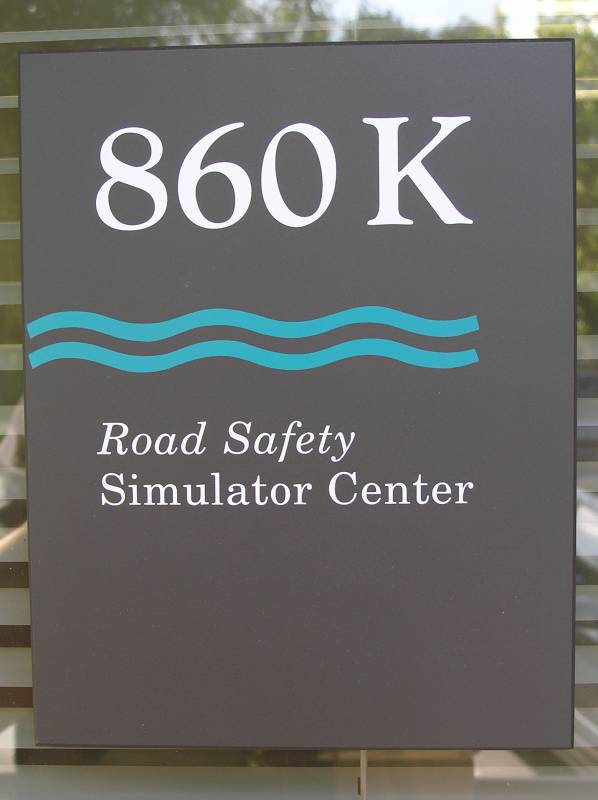 860 K
Road Safety
Simulator Center